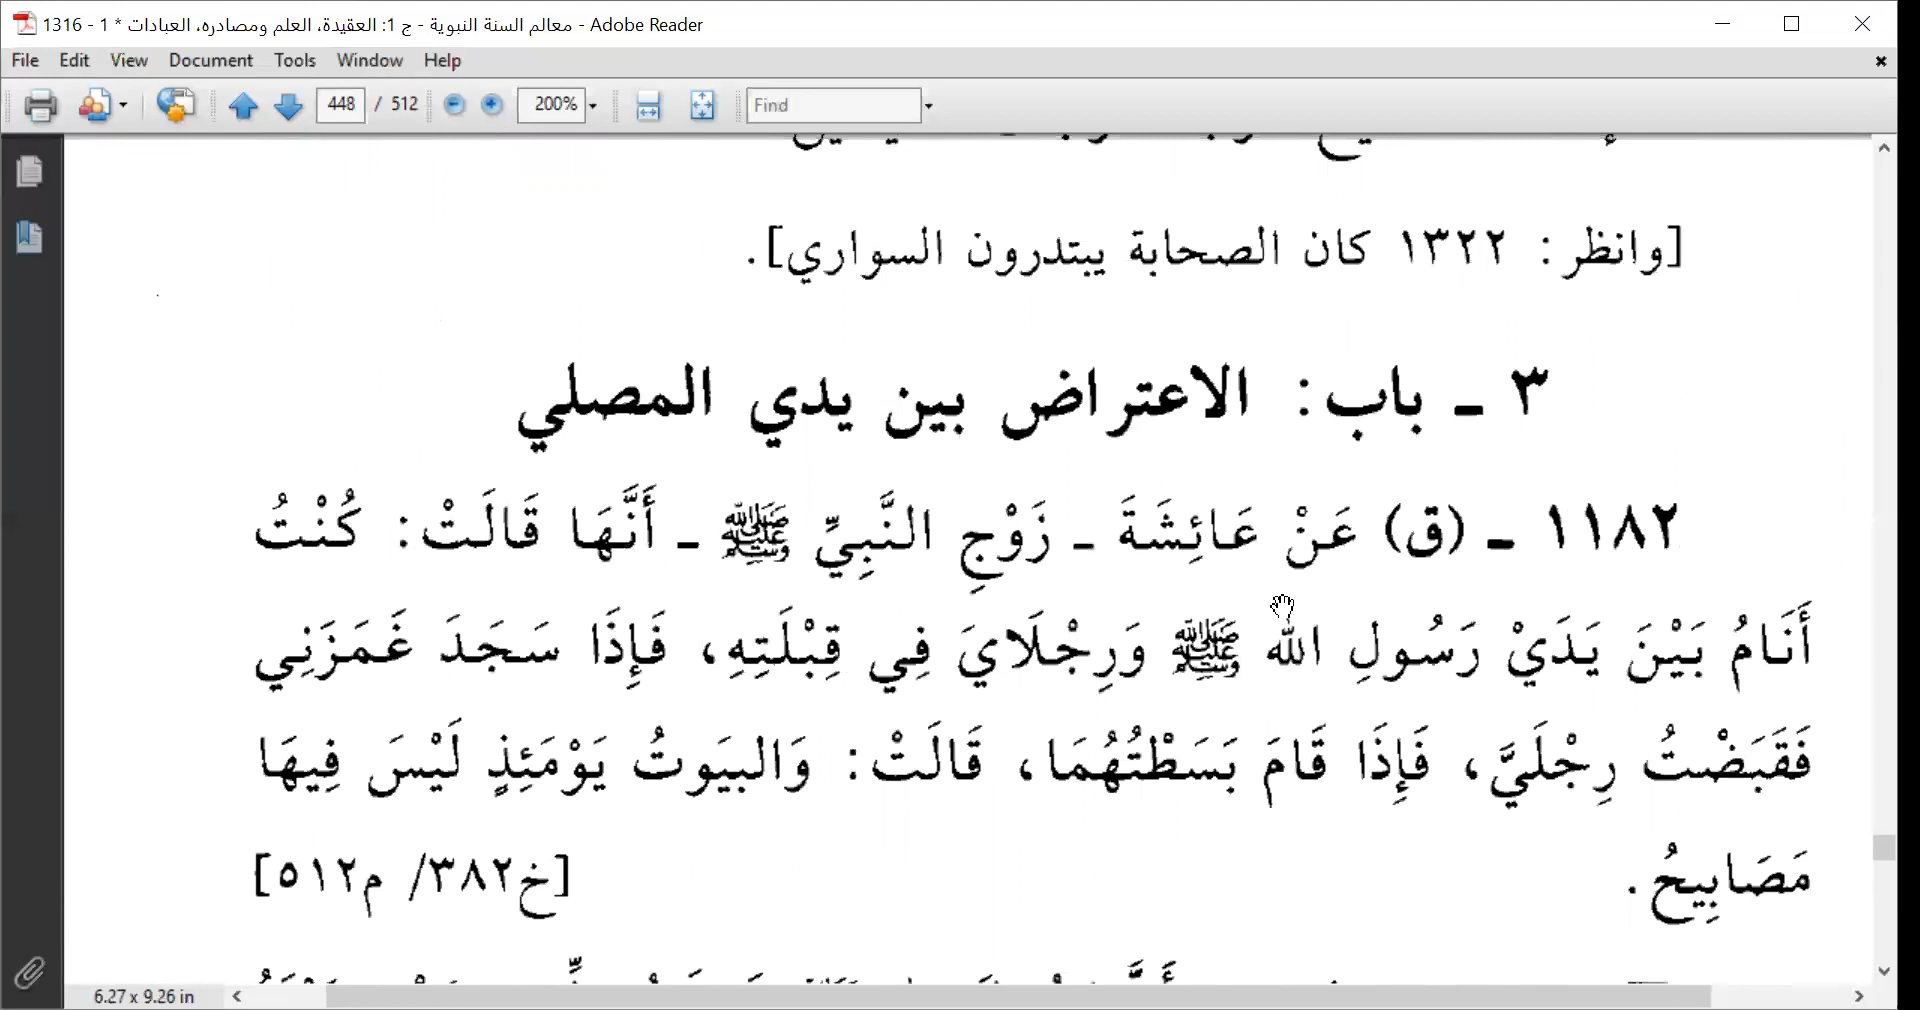 معالم السنة النبوية - ج 1: العقيدة، العلم ومصادره، العبادات * 1 - 1316 - Adobe Reader
File Edit View Document Tools Window Help
448 / 512 200% Find
[وانظر: ١٣٢٢ كان الصحابة يبتدرون السواري].
٣ ـ باب: الاعتراض بين يدي المصلي
١١٨٢ ـ (ق) عَنْ عَائِشَةَ ـ زَوْجِ النَّبِيِّ ﷺ ـ أَنَّهَا قَالَتْ: كُنْتُ
أَنَامُ بَيْنَ يَدَيْ رَسُولِ الله ﷺ وَرِجْلَايَ فِي قِبْلَتِهِ، فَإِذَا سَجَدَ غَمَزَنِي
فَقَبَضْتُ رِجْلَيَّ، فَإِذَا قَامَ بَسَطْتُهُمَا، قَالَتْ: وَالبيَوتُ يَوْمَئِذٍ لَيْسَ فِيهَا
مَصَابِيحُ. [خ٣٨٢/ م٥١٢]
6.27 x 9.26 in